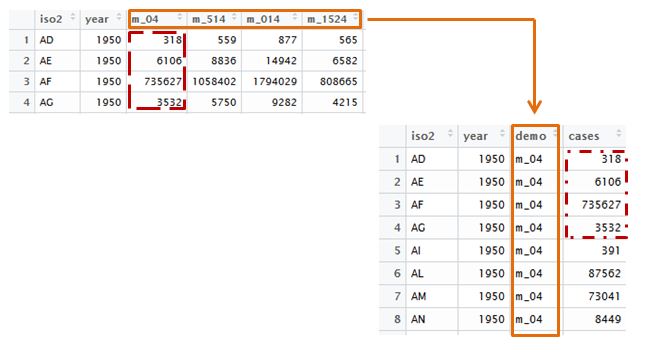 iso2 year m_04 m_514 m_014 m_1524
1 AD 1950 318 559 877 565
2 AE 1950 6106 8836 14942 6582
3 AF 1950 735627 1058402 1794029 808665
4 AG 1950 3532 5750 9282 4215
iso2 year demo cases
1 AD 1950 m_04 318
2 AE 1950 m_04 6106
3 AF 1950 m_04 735627
4 AG 1950 m_04 3532
5 AI 1950 m_04 391
6 AL 1950 m_04 87562
7 AM 1950 m_04 73041
8 AN 1950 m_04 8449